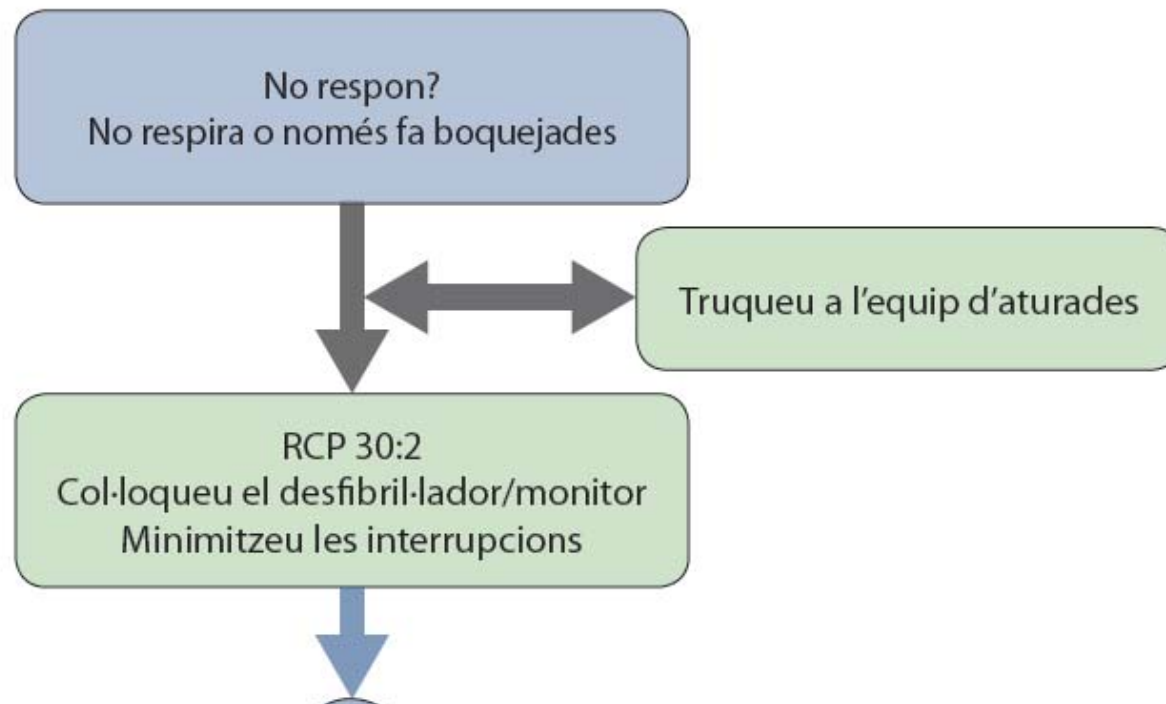 No respon?
No respira o només fa boquejades
Truqueu a l’equip d’aturades
RCP 30:2
Col·loqueu el desfibril·lador/monitor
Minimitzeu les interrupcions